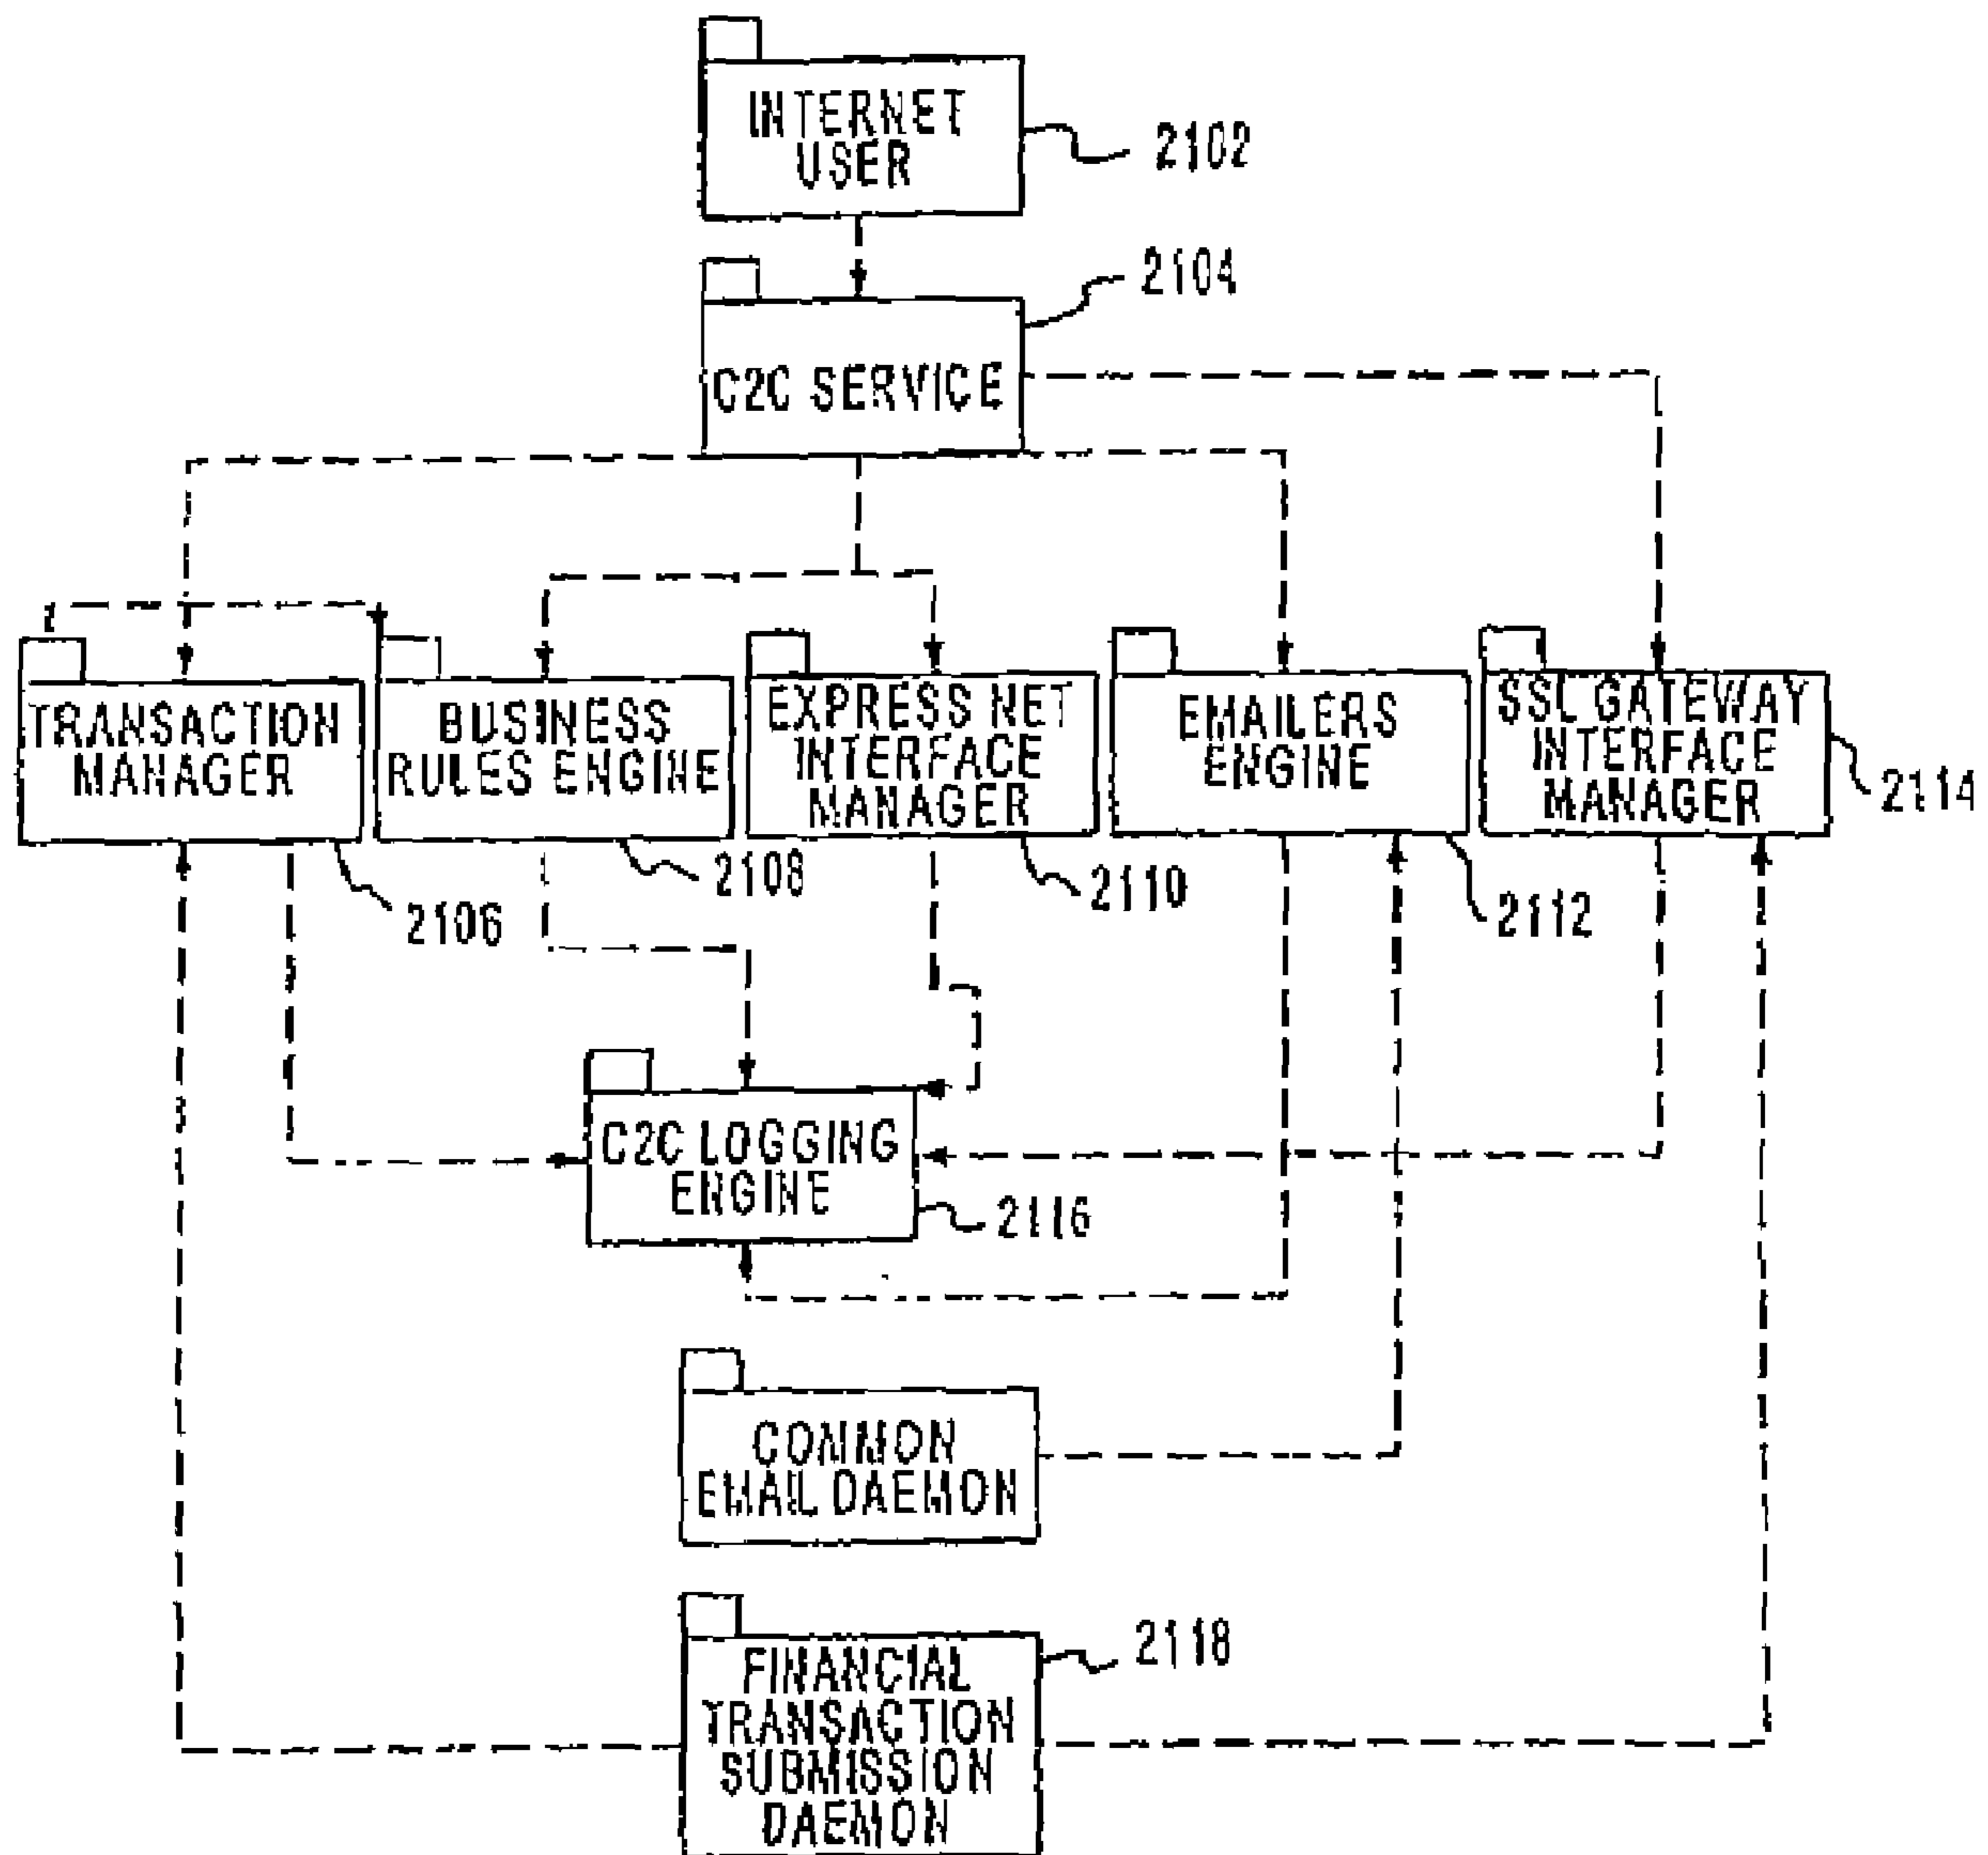 INTERNET
USER
2102
2104
C2C SERVICE
TRANSACTION
MANAGER
BUSINESS
RULES ENGINE
EXPRESS NET
INTERFACE
MANAGER
EMAILERS
ENGINE
SSL GATEWAY
INTERFACE
MANAGER
2114
2108
2110
2106
2112
C2C LOGGING
ENGINE
2116
COMMON
EMAIL DAEMON
2118
FINANCIAL
TRANSACTION
SUBMISSION
DAEMON